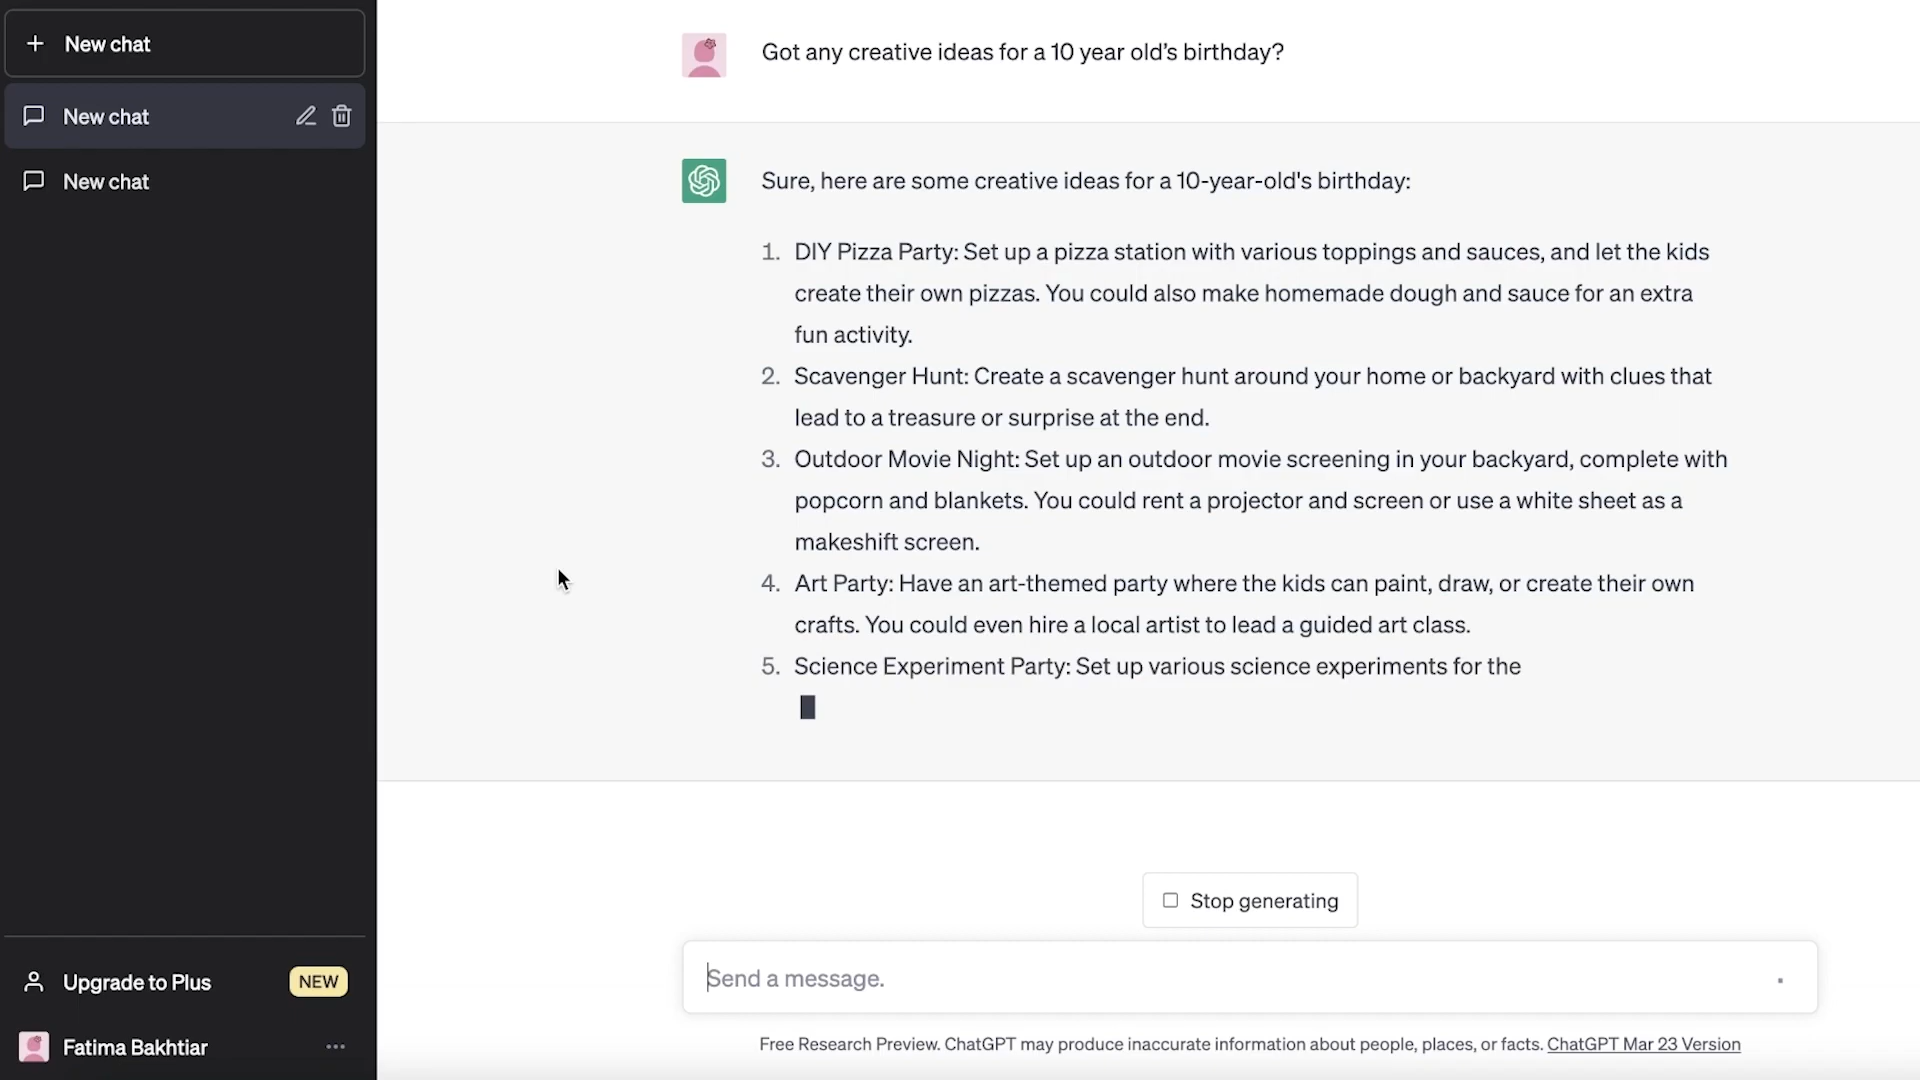 New chat
New chat
New chat
Upgrade to Plus NEW
Fatima Bakhtiar
Got any creative ideas for a 10 year old’s birthday?
Sure, here are some creative ideas for a 10-year-old's birthday:
1. DIY Pizza Party: Set up a pizza station with various toppings and sauces, and let the kids
create their own pizzas. You could also make homemade dough and sauce for an extra
fun activity.
2. Scavenger Hunt: Create a scavenger hunt around your home or backyard with clues that
lead to a treasure or surprise at the end.
3. Outdoor Movie Night: Set up an outdoor movie screening in your backyard, complete with
popcorn and blankets. You could rent a projector and screen or use a white sheet as a
makeshift screen.
4. Art Party: Have an art-themed party where the kids can paint, draw, or create their own
crafts. You could even hire a local artist to lead a guided art class.
5. Science Experiment Party: Set up various science experiments for the
Stop generating
Send a message.
Free Research Preview. ChatGPT may produce inaccurate information about people, places, or facts. ChatGPT Mar 23 Version